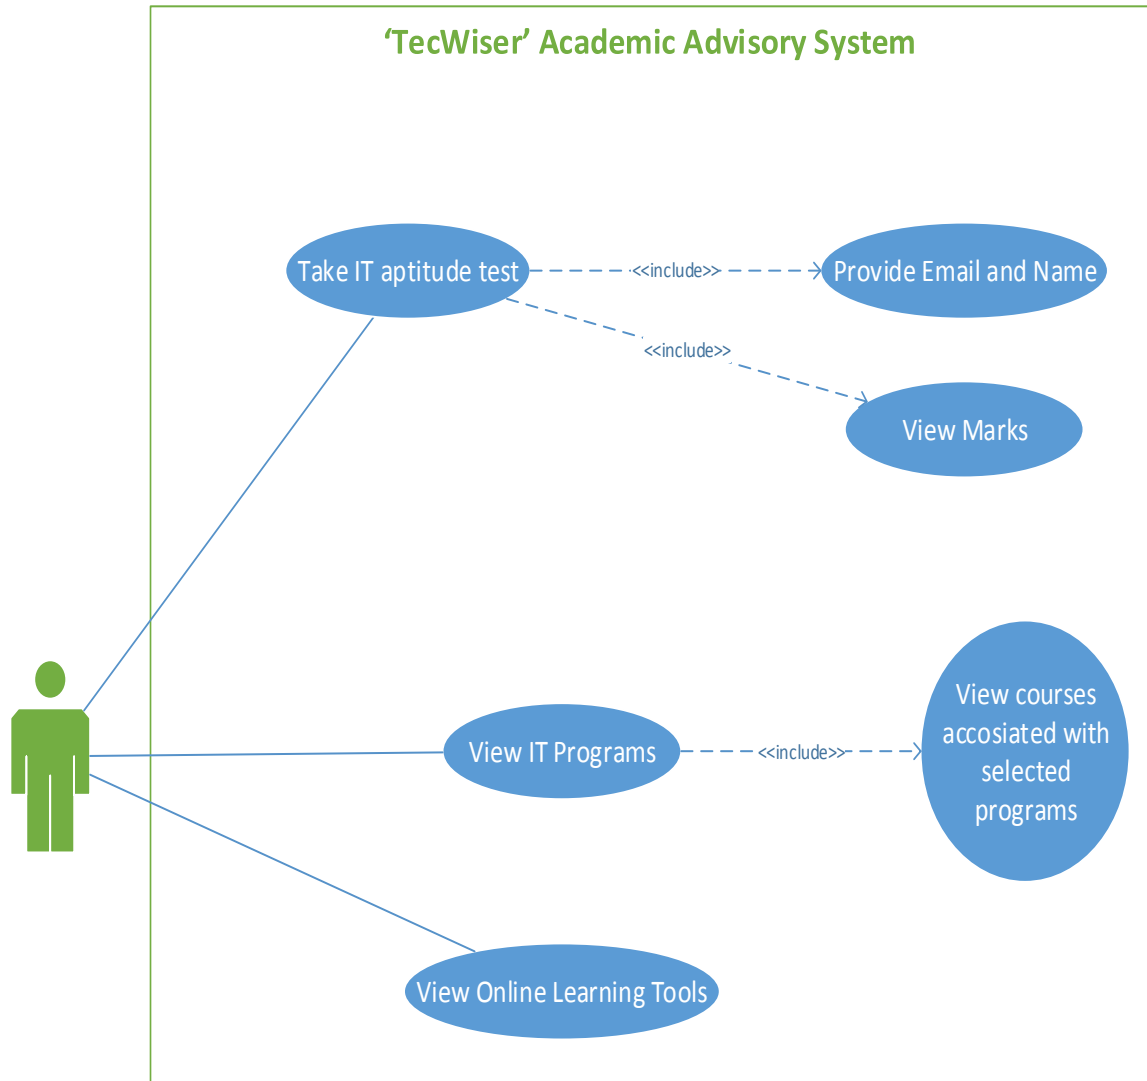 ‘TecWiser’ Academic Advisory System
Take IT aptitude test
<<include>>
Provide Email and Name
<<include>>
View Marks
View IT Programs
<<include>>
View courses
accosiated with
selected
programs
View Online Learning Tools